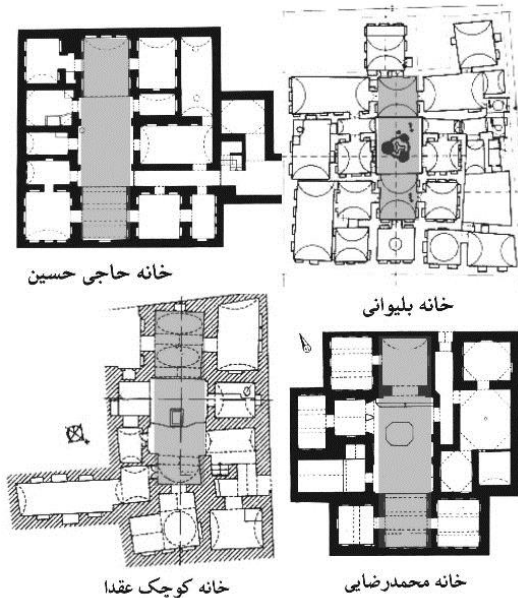 خانه حاجی حسین
خانه بلیوانی
خانه کوچک عقدا
خانه محمدرضایی